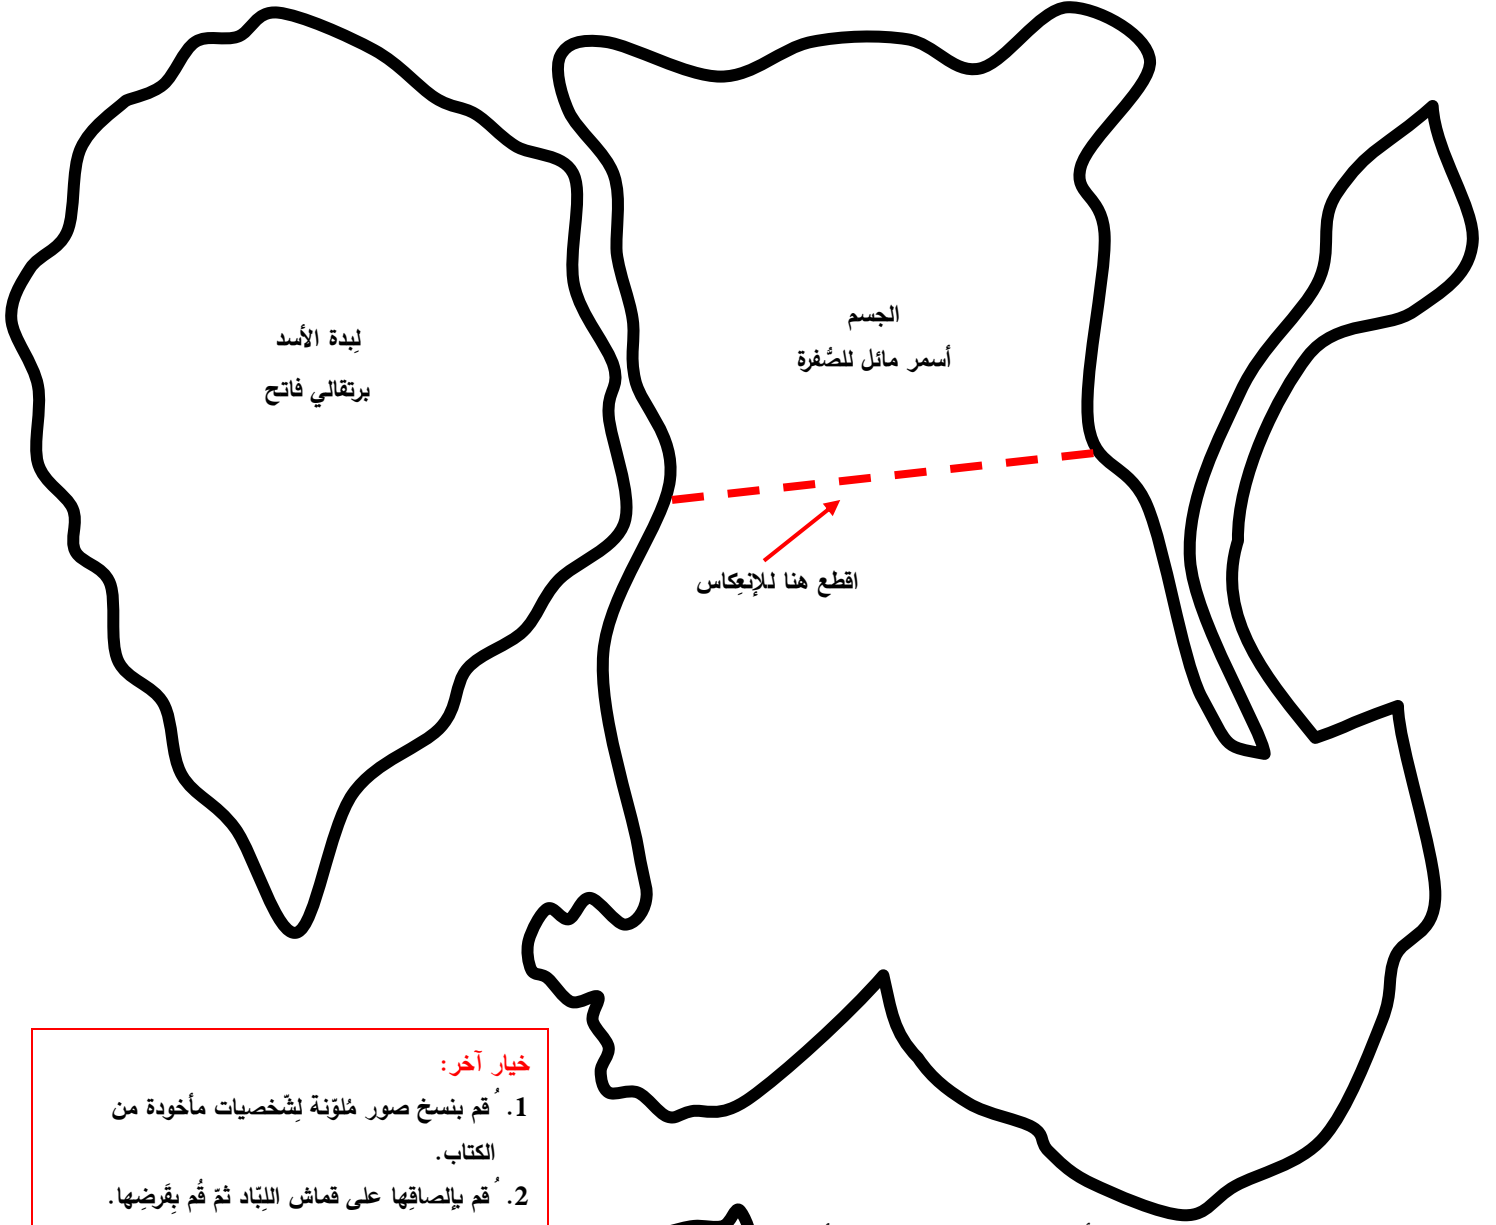 لِبدة الأسد
برتقالي فاتح
الجسم
أسمر مائل للصُّفرة
اقطع هنا للإنعِكاس
خيار آخر:
1. ُ قم بنسخ صور مُلوّنة لِشّخصيات مأخودة من
الكتاب.
2. ُ قم بإلصاقِها على قماش اللِبّاد ثمّ قُم بِقَرضِها.